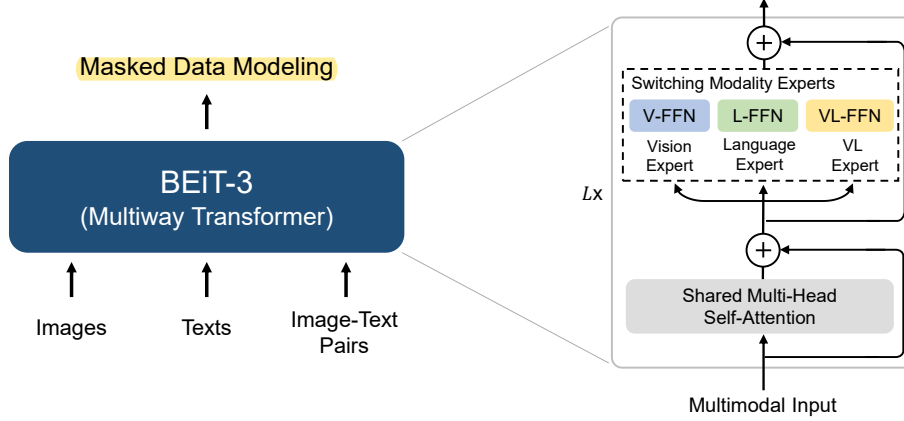 Masked Data Modeling
BEiT-3
(Multiway Transformer)
Images
Texts
Image-Text
Pairs
Lx
Switching Modality Experts
V-FFN
L-FFN
VL-FFN
Vision
Expert
Language
Expert
VL
Expert
Shared Multi-Head
Self-Attention
Multimodal Input